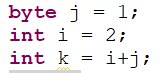 byte j = 1;
int i = 2;
int k = i+j;